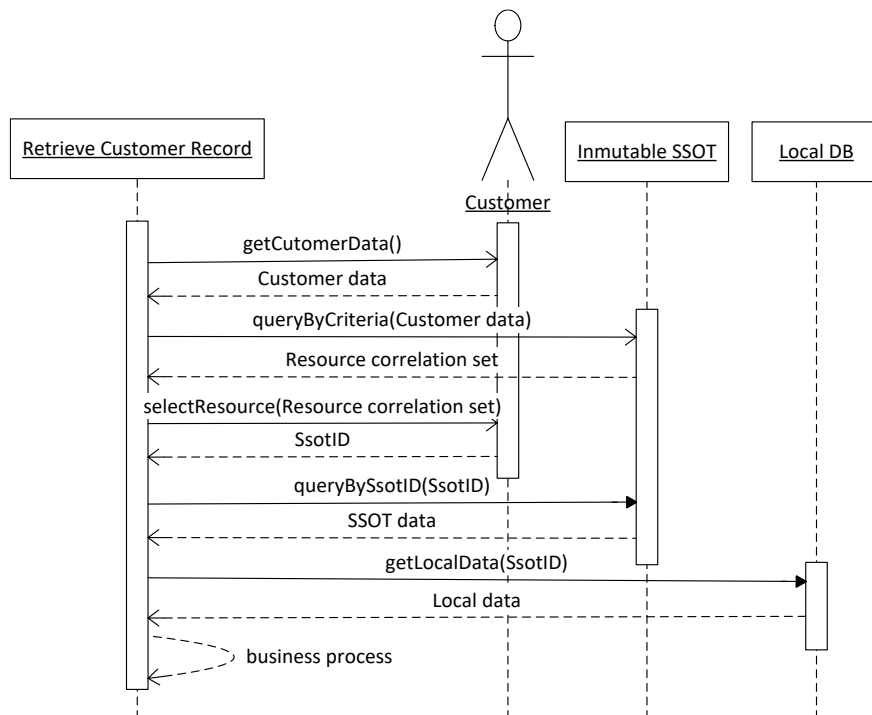 Retrieve Customer Record
Customer
Inmutable SSOT
Local DB
getCutomerData()
Customer data
queryByCriteria(Customer data)
Resource correlation set
selectResource(Resource correlation set)
SsotID
queryBySsotID(SsotID)
SSOT data
getLocalData(SsotID)
Local data
business process